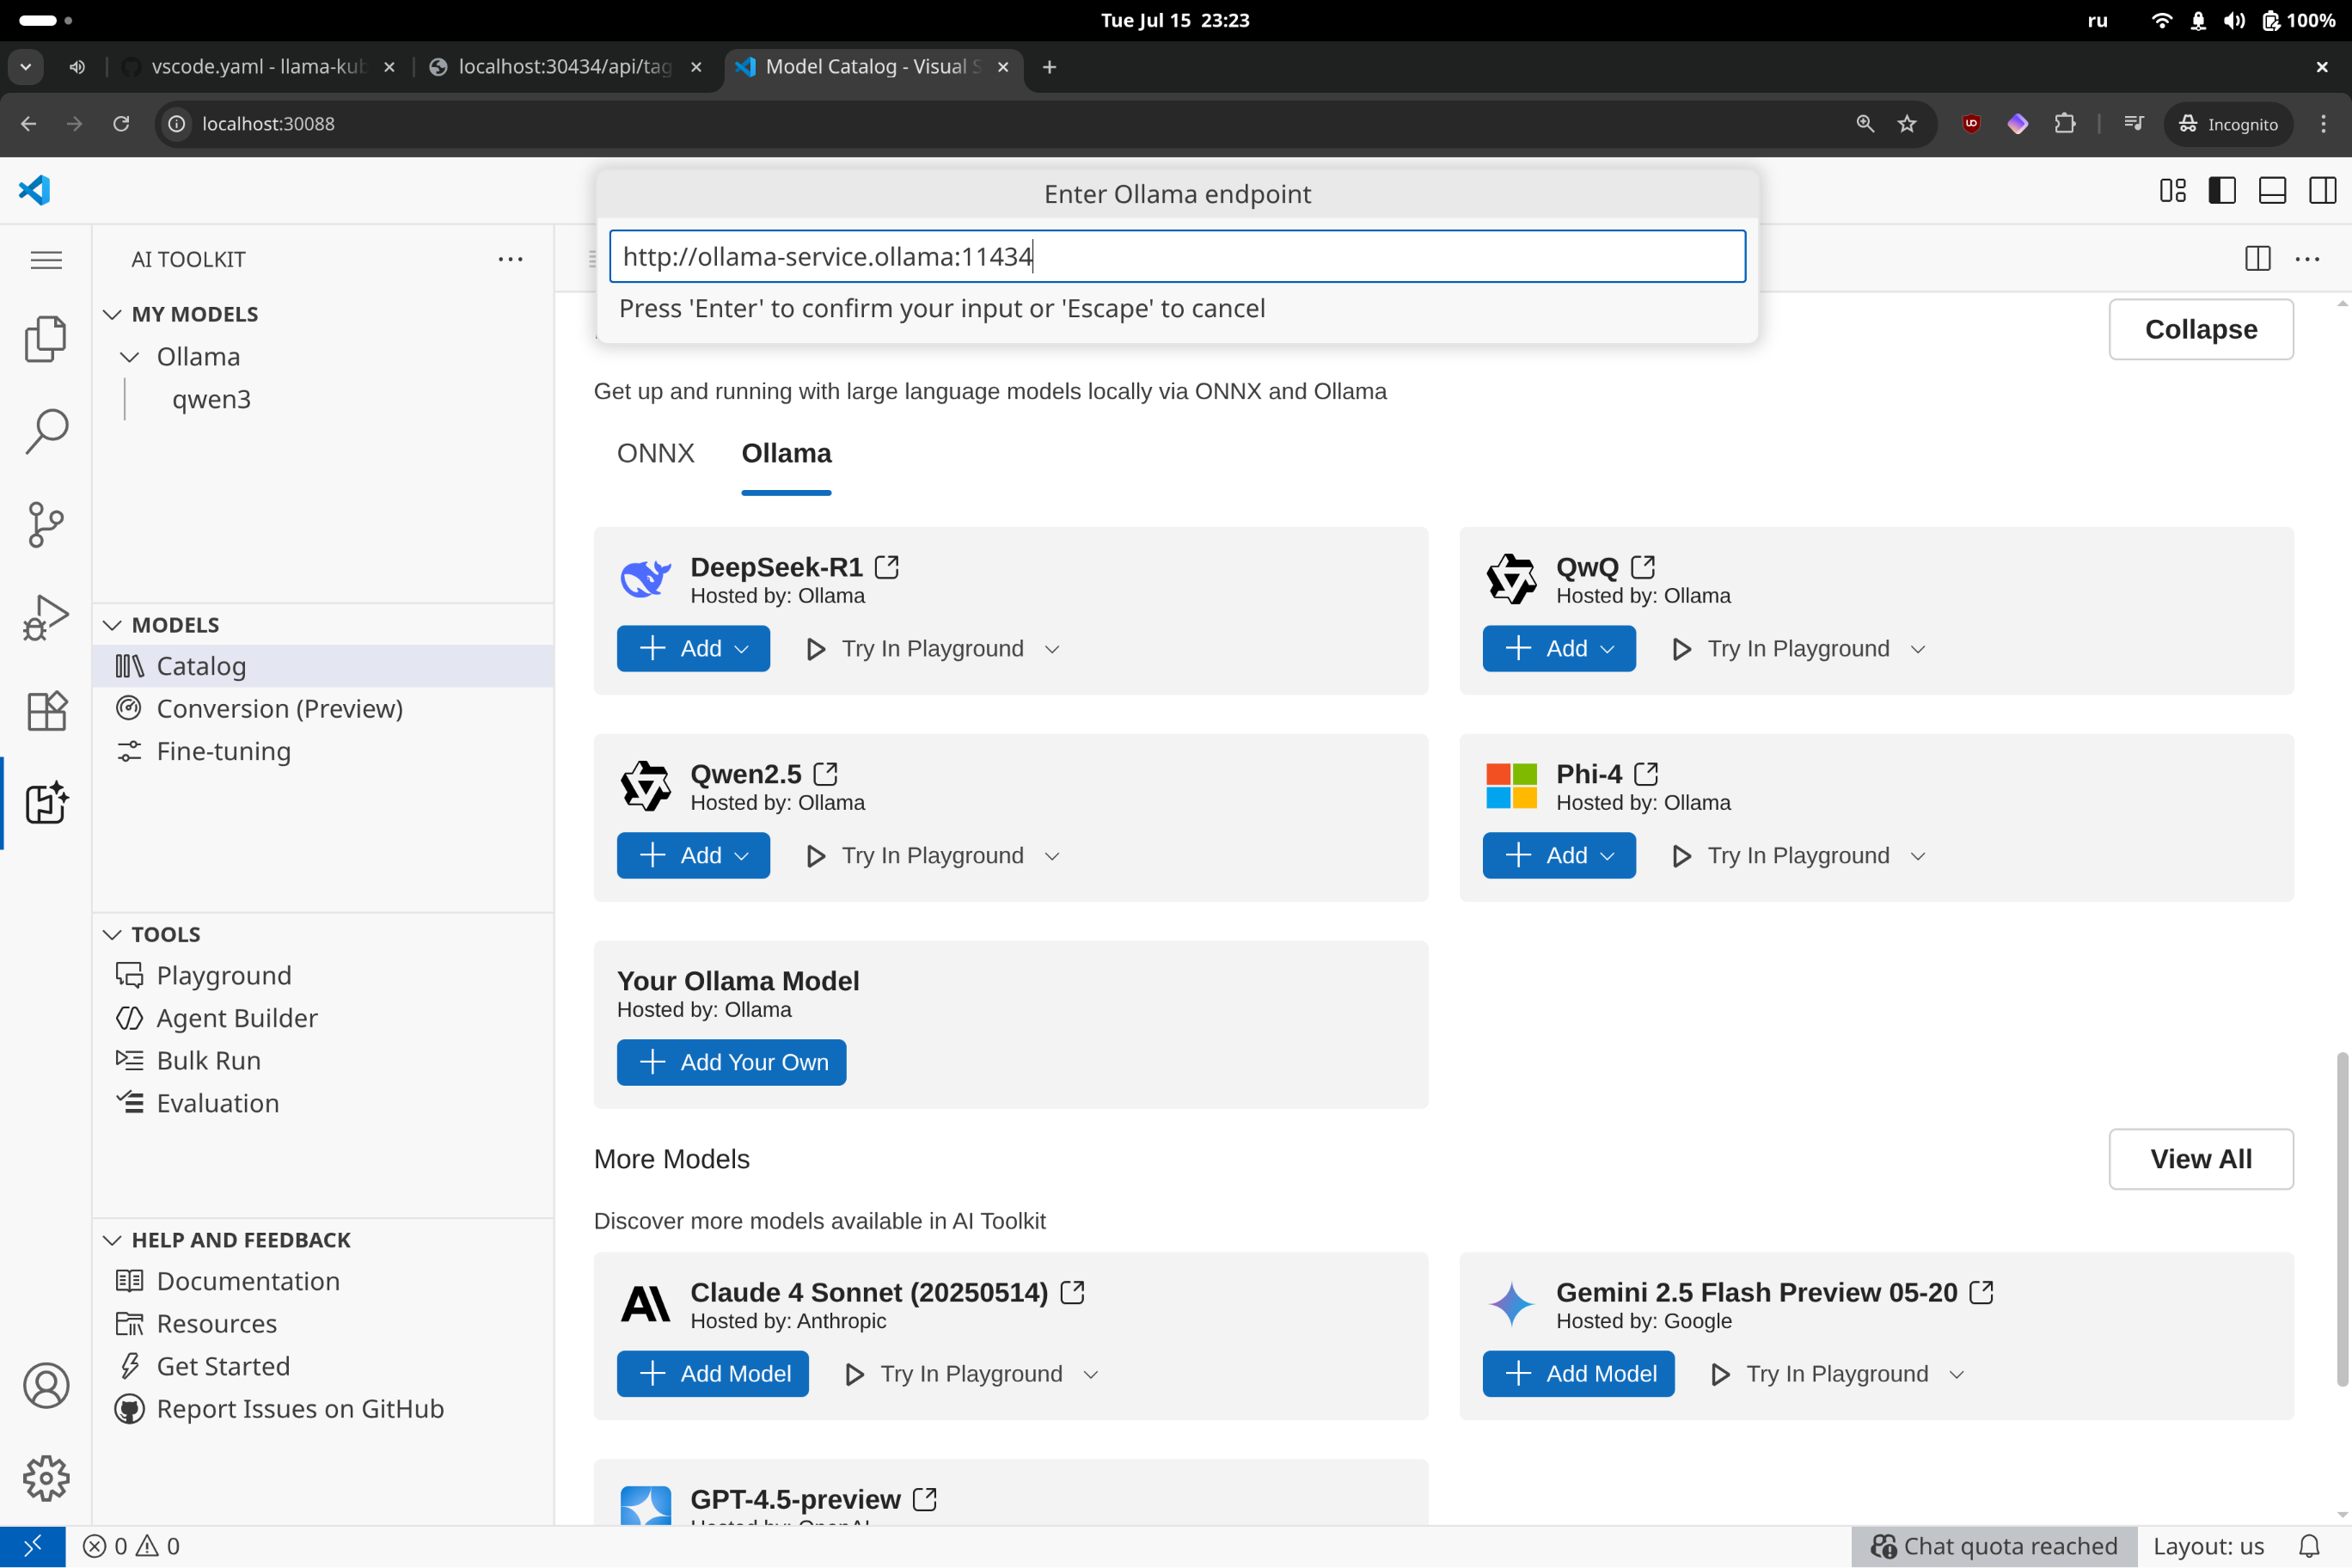 Tue Jul 15 23:23
ru
100%
vscode.yaml - llama-kub
localhost:30434/api/tag
Model Catalog - Visual S
localhost:30088
Incognito
Enter Ollama endpoint
http://ollama-service.ollama:11434
Press 'Enter' to confirm your input or 'Escape' to cancel
AI TOOLKIT
MY MODELS
Ollama
qwen3
MODELS
Catalog
Conversion (Preview)
Fine-tuning
TOOLS
Playground
Agent Builder
Bulk Run
Evaluation
HELP AND FEEDBACK
Documentation
Resources
Get Started
Report Issues on GitHub
Collapse
Get up and running with large language models locally via ONNX and Ollama
ONNX
Ollama
DeepSeek-R1
Hosted by: Ollama
Add
Try In Playground
QwQ
Hosted by: Ollama
Add
Try In Playground
Qwen2.5
Hosted by: Ollama
Add
Try In Playground
Phi-4
Hosted by: Ollama
Add
Try In Playground
Your Ollama Model
Hosted by: Ollama
Add Your Own
More Models
View All
Discover more models available in AI Toolkit
Claude 4 Sonnet (20250514)
Hosted by: Anthropic
Add Model
Try In Playground
Gemini 2.5 Flash Preview 05-20
Hosted by: Google
Add Model
Try In Playground
GPT-4.5-preview
Hosted by: OpenAI
0
0
Chat quota reached
Layout: us